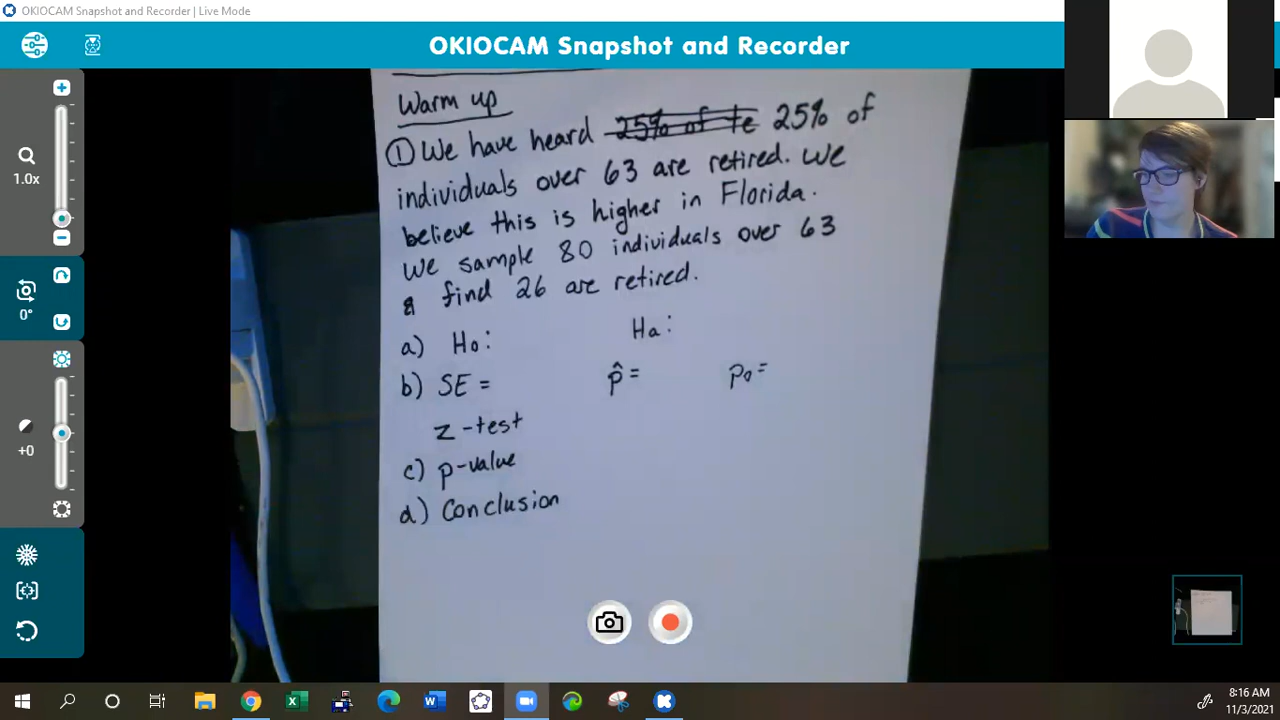 OKIOCAM Snapshot and Recorder | Live Mode
OKIOCAM Snapshot and Recorder
1.0x
0°
+0
Warm up
① We have heard 25% of te 25% of
individuals over 63 are retired. We
believe this is higher in Florida.
We sample 80 individuals over 63
& find 26 are retired.
a) Ho: Ha:
b) SE = p̂ = p₀ =
z-test
c) p-value
d) Conclusion
8:16 AM
11/3/2021